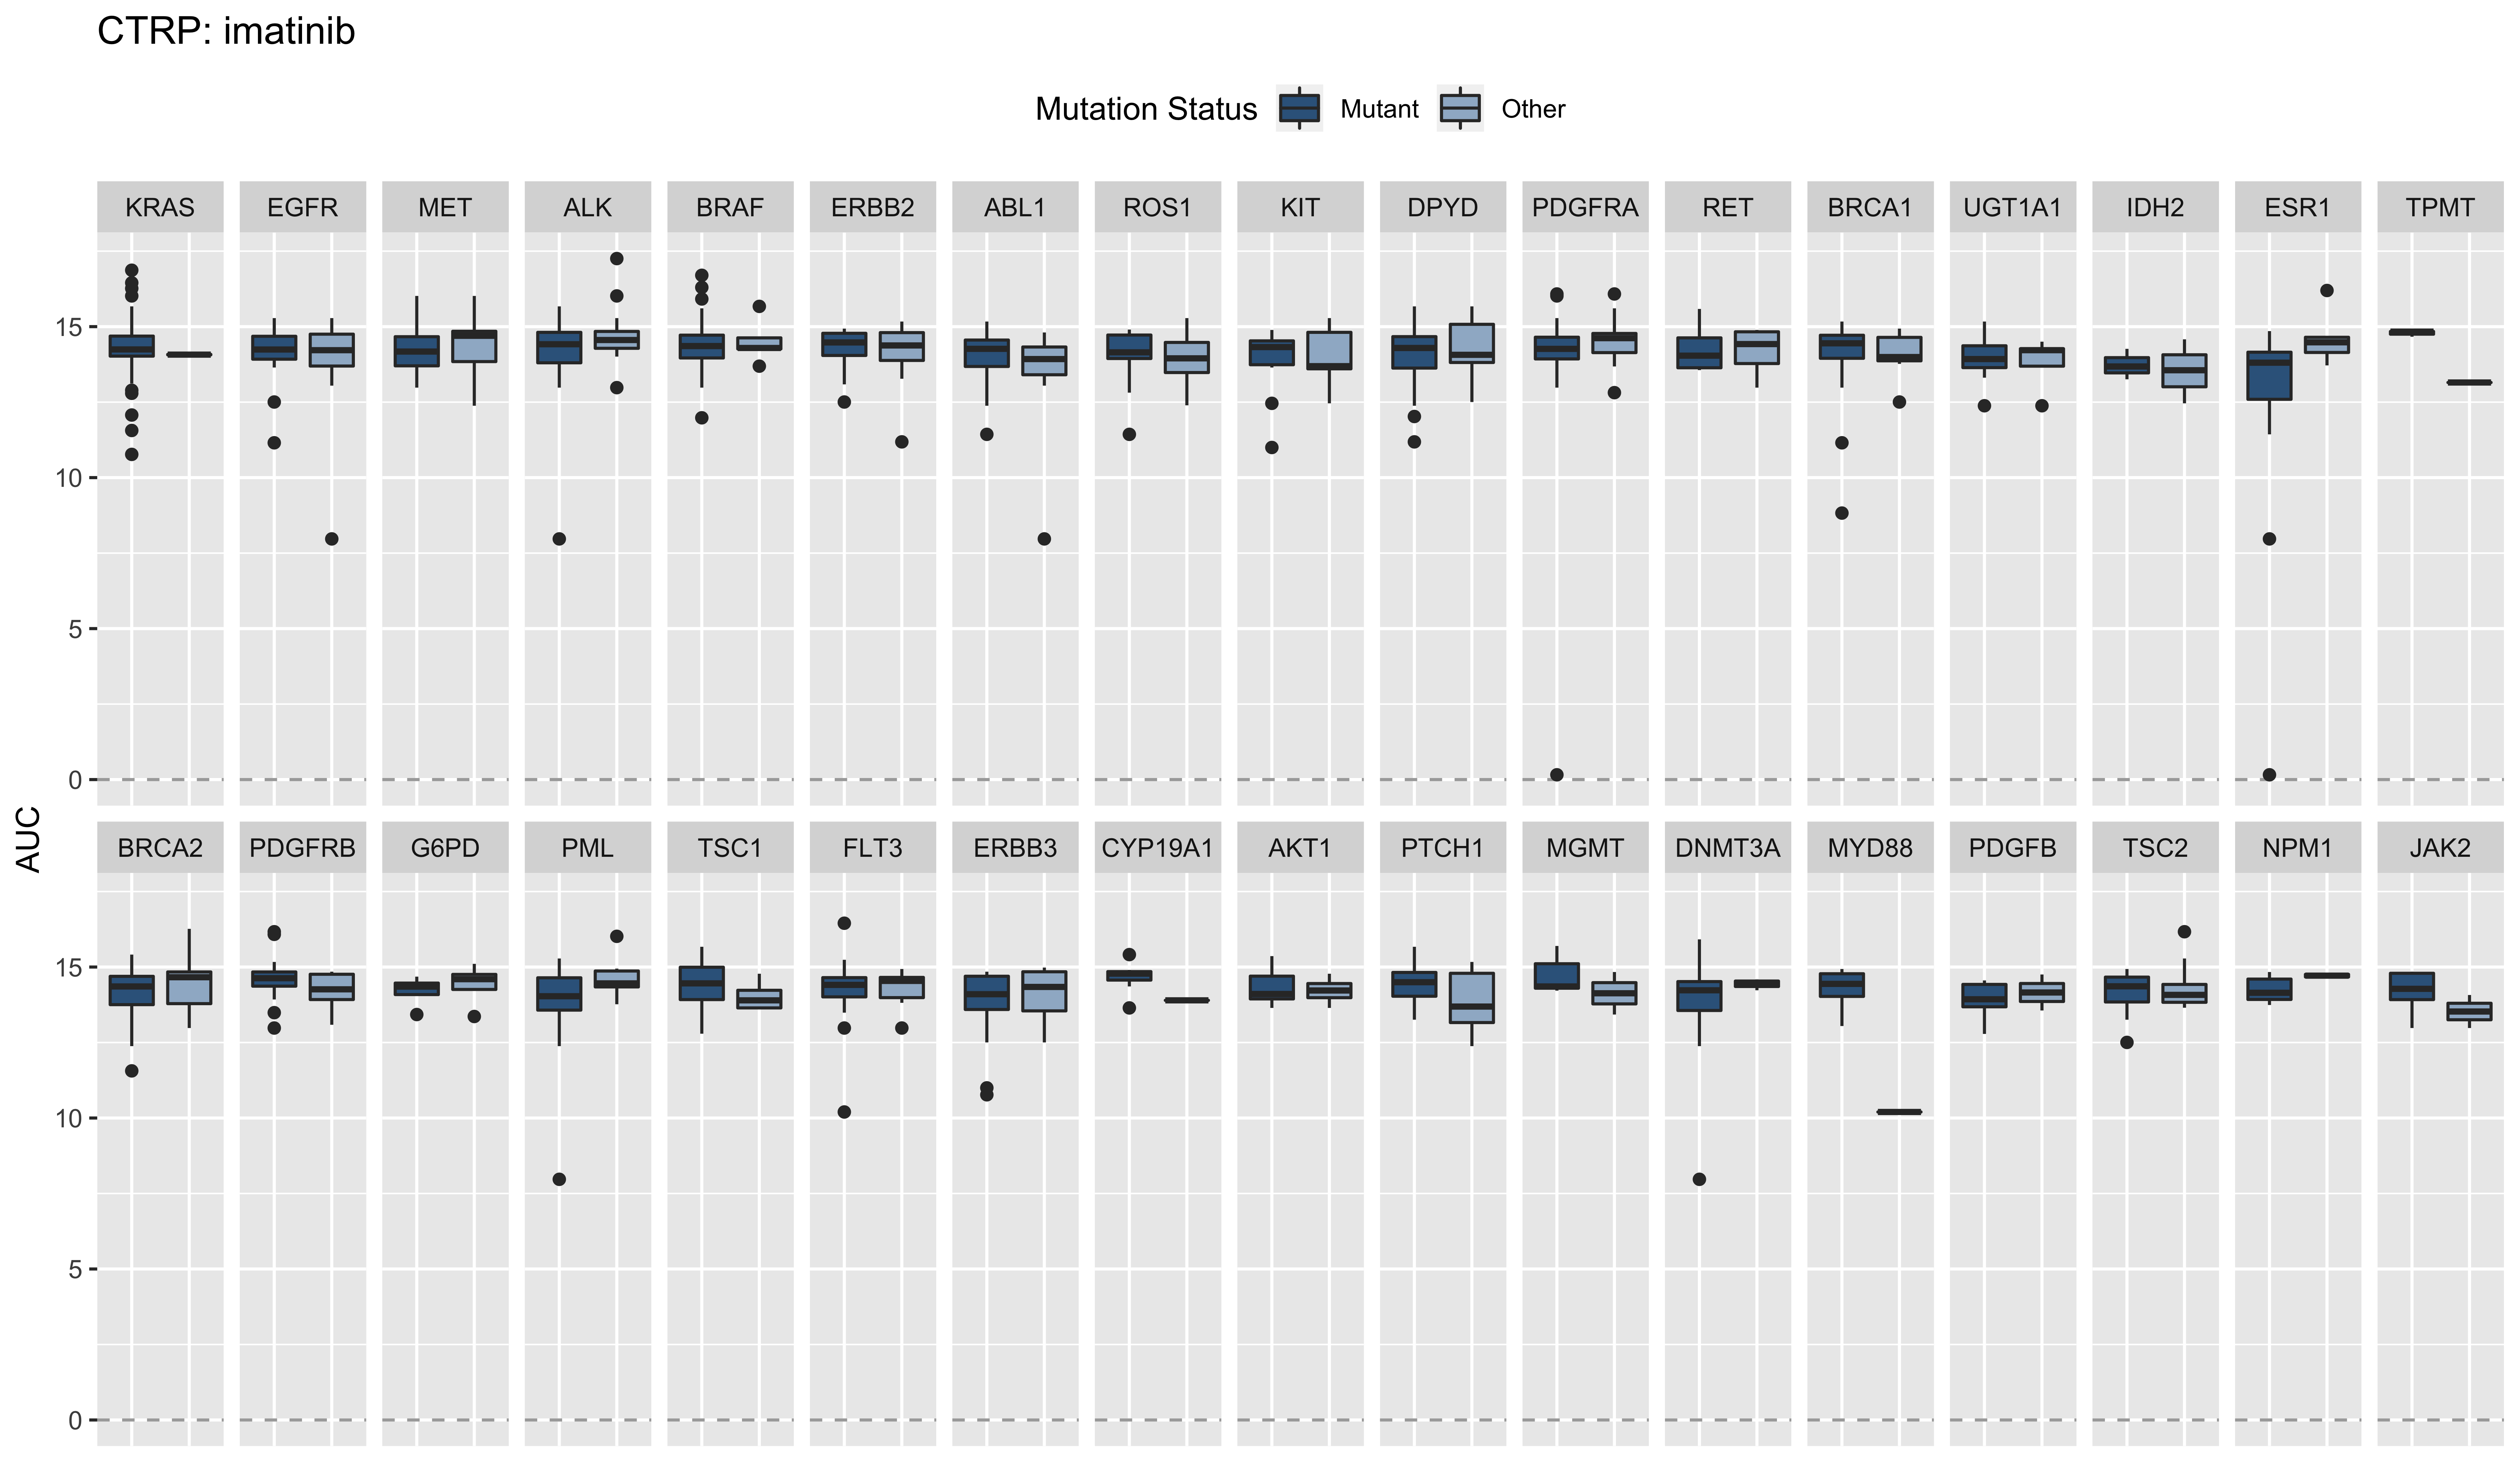 CTRP: imatinib
Mutation Status Mutant Other
KRAS EGFR MET ALK BRAF ERBB2 ABL1 ROS1 KIT DPYD PDGFRA RET BRCA1 UGT1A1 IDH2 ESR1 TPMT
15
10
5
0
AUC
BRCA2 PDGFRB G6PD PML TSC1 FLT3 ERBB3 CYP19A1 AKT1 PTCH1 MGMT DNMT3A MYD88 PDGFB TSC2 NPM1 JAK2
15
10
5
0